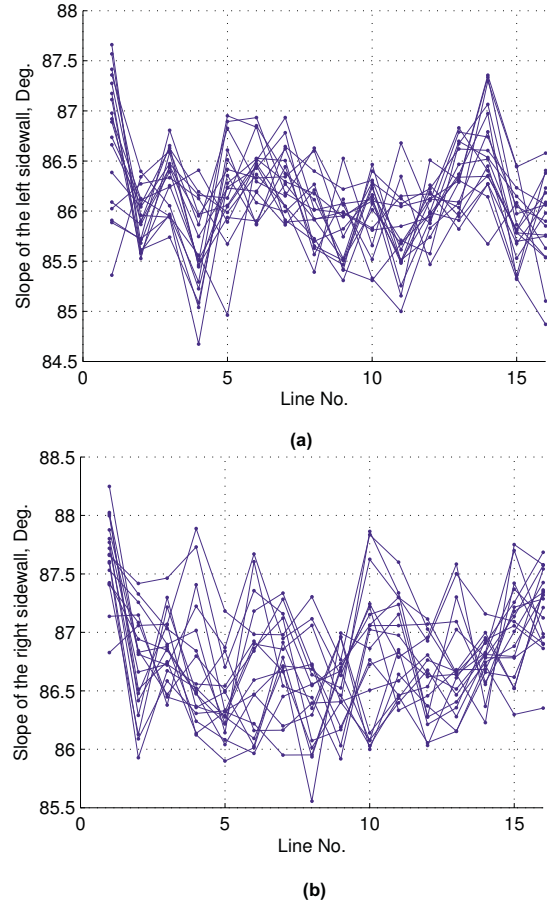 88
87.5
87
86.5
86
85.5
85
84.5
Slope of the left sidewall, Deg.
0 5 10 15
Line No.
(a)
88.5
88
87.5
87
86.5
86
85.5
Slope of the right sidewall, Deg.
0 5 10 15
Line No.
(b)